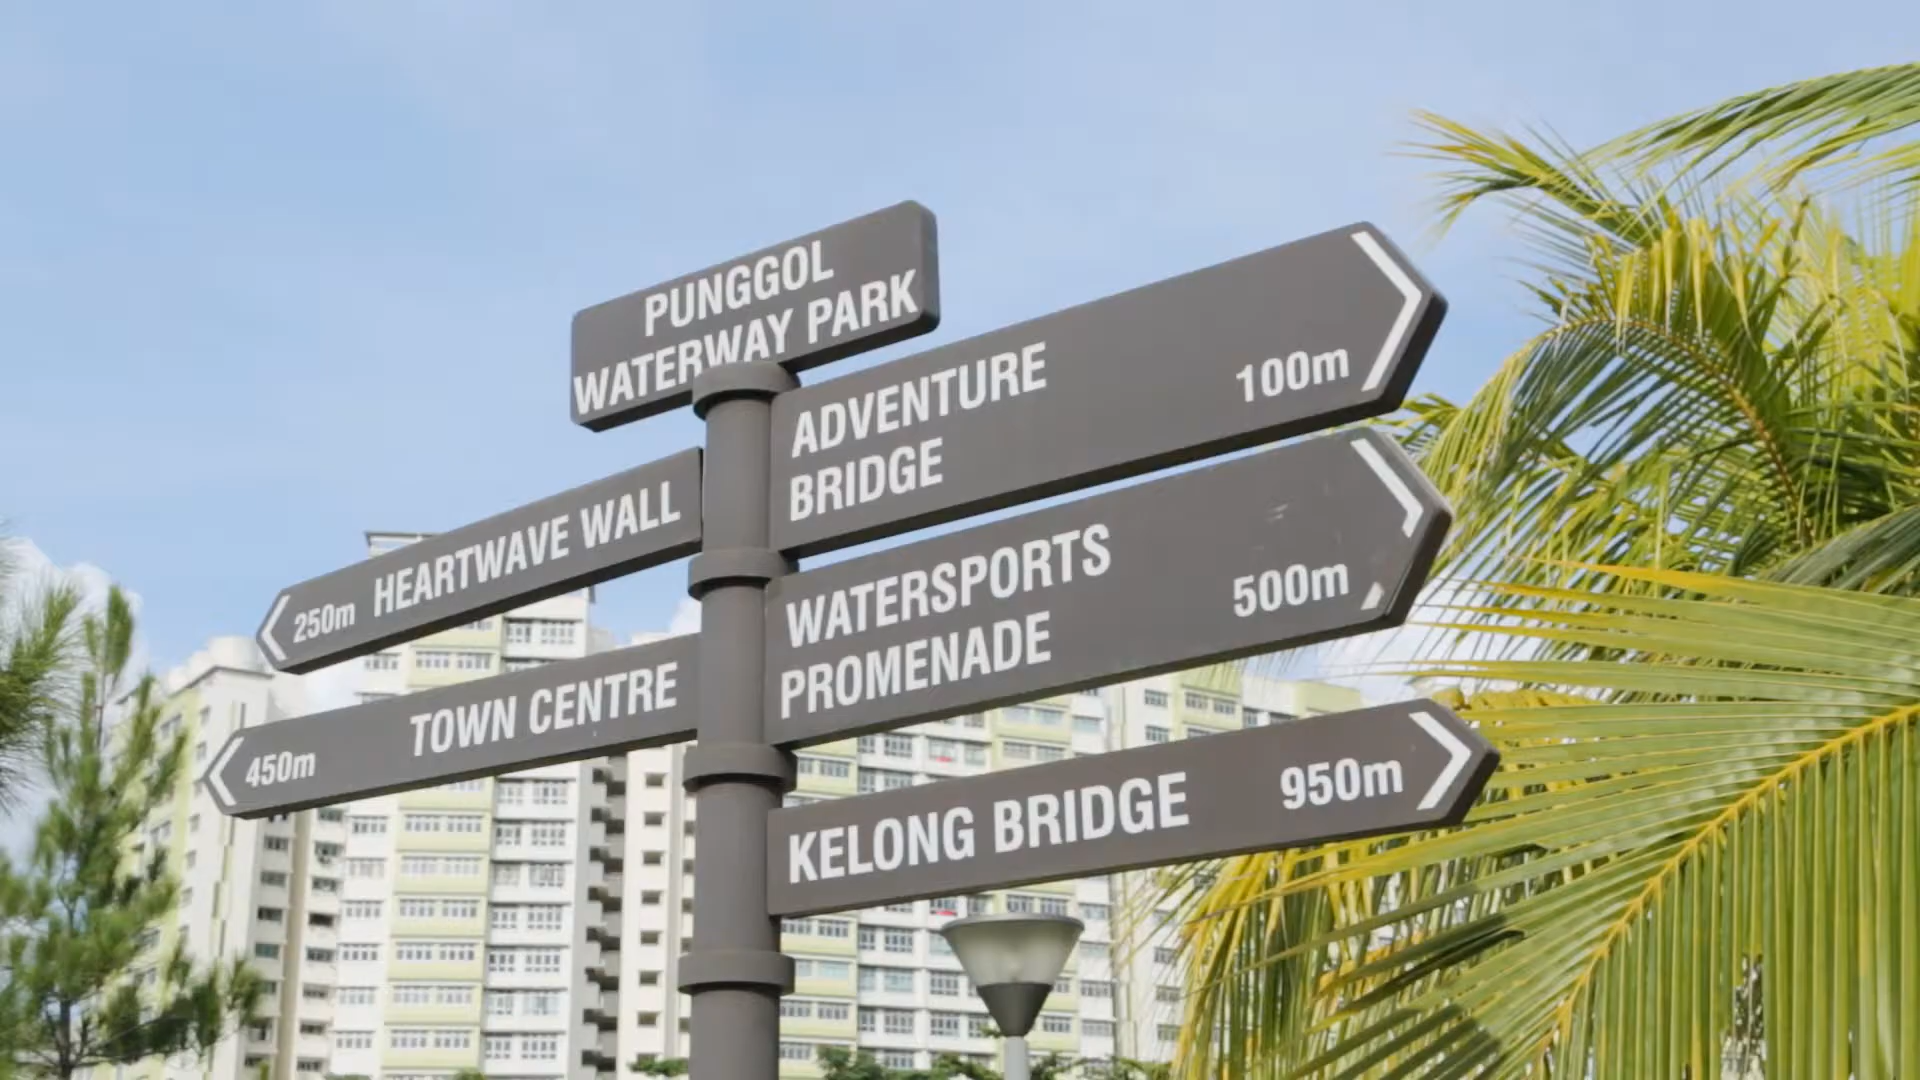 PUNGGOL
WATERWAY PARK
ADVENTURE
BRIDGE
100m
250m HEARTWAVE WALL
WATERSPORTS
PROMENADE
500m
450m TOWN CENTRE
KELONG BRIDGE 950m